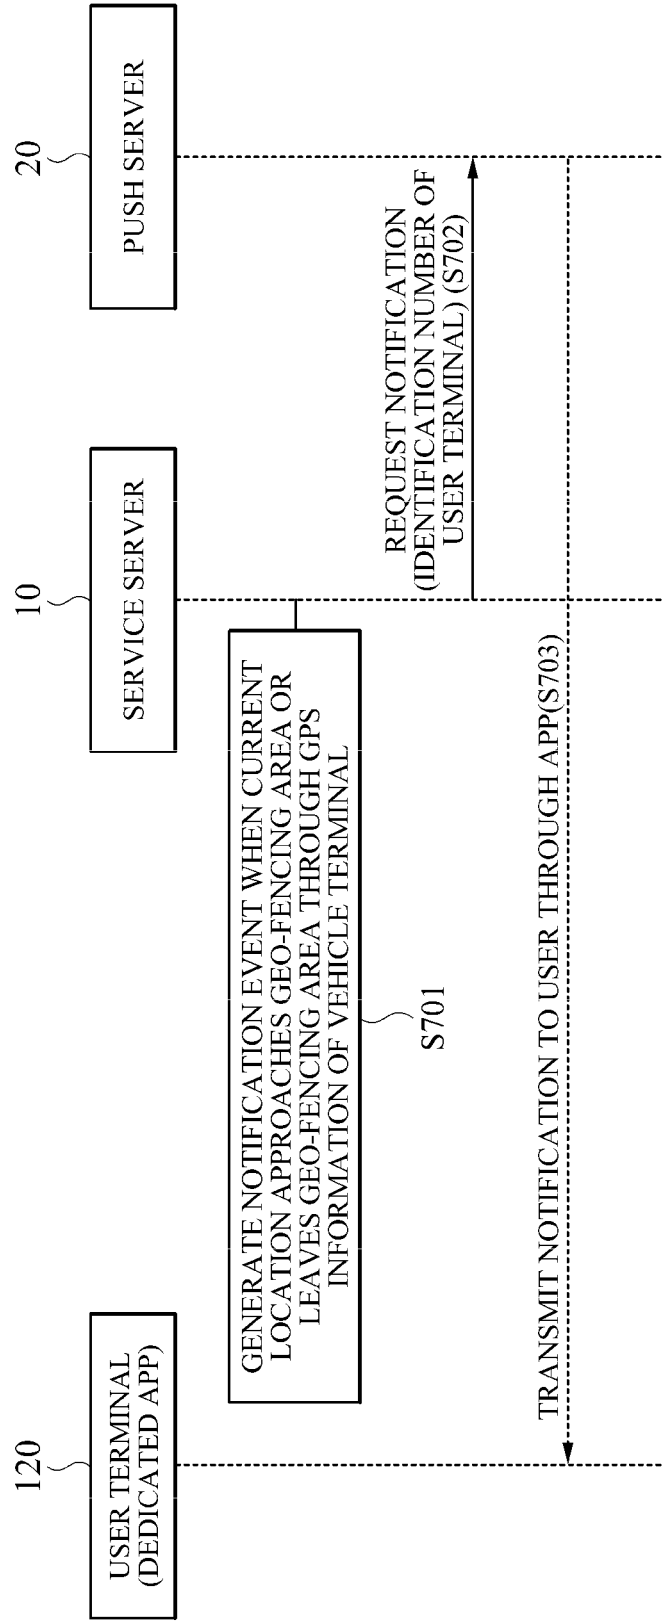 120
USER TERMINAL
(DEDICATED APP)
10
SERVICE SERVER
20
PUSH SERVER
GENERATE NOTIFICATION EVENT WHEN CURRENT
LOCATION APPROACHES GEO-FENCING AREA OR
LEAVES GEO-FENCING AREA THROUGH GPS
INFORMATION OF VEHICLE TERMINAL
S701
REQUEST NOTIFICATION
(IDENTIFICATION NUMBER OF
USER TERMINAL) (S702)
TRANSMIT NOTIFICATION TO USER THROUGH APP(S703)